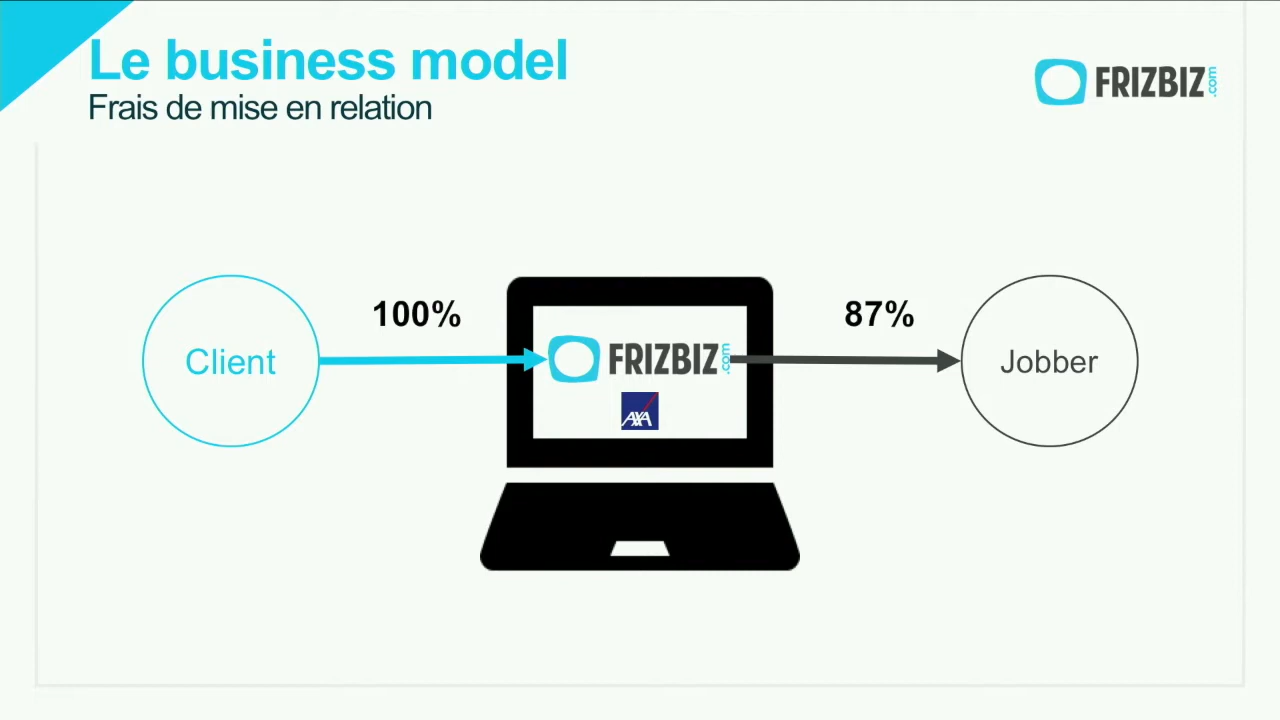 Le business model
Frais de mise en relation
FRIZBIZ.com
100%
87%
Client
FRIZBIZ.com
Jobber
AXA